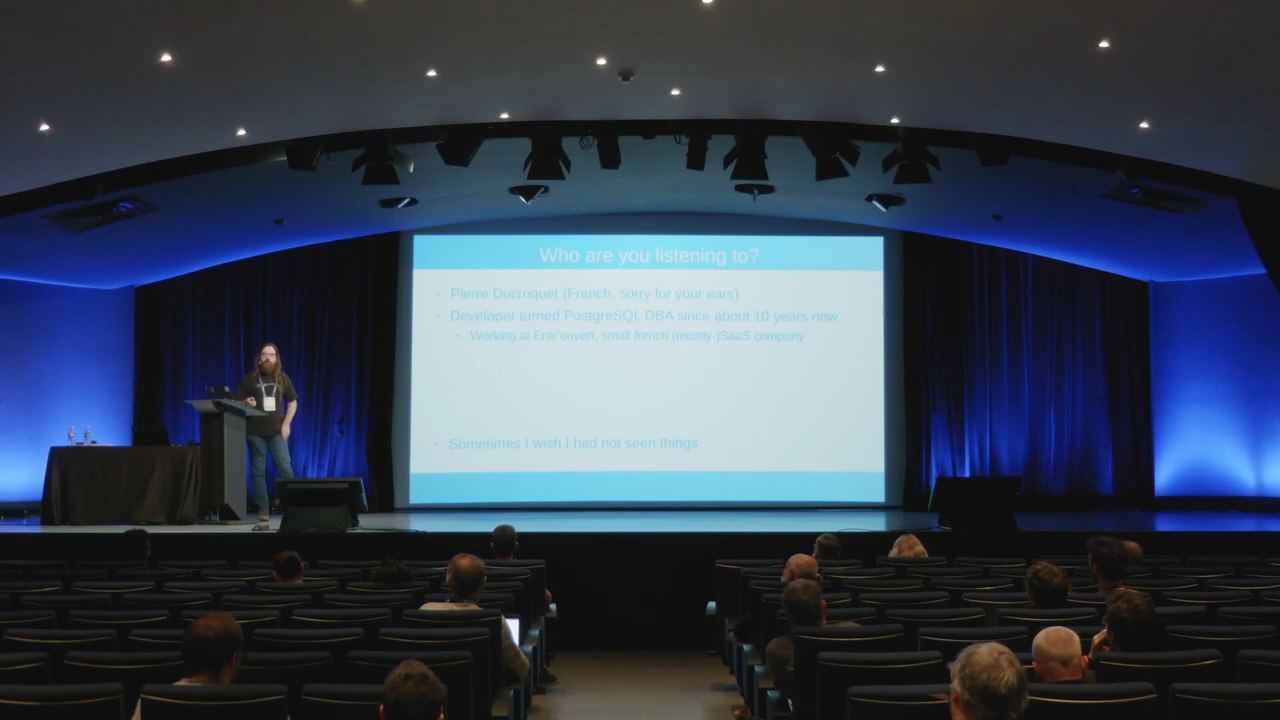 Who are you listening to?
Pierre Ducroquet (French, sorry for your ears)
Developer turned PostgreSQL DBA since about 10 years now
Working at Entr'ouvert, small french (mostly-)SaaS company
Sometimes I wish I had not seen things